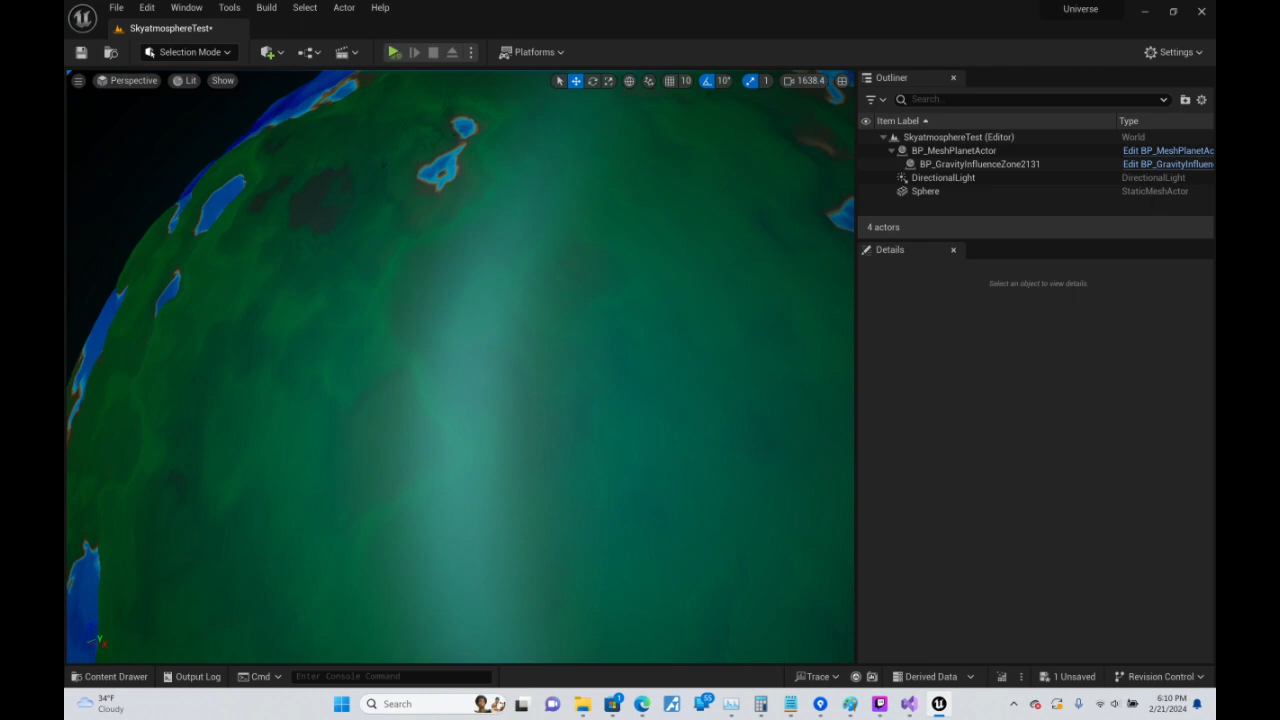 File Edit Window Tools Build Select Actor Help
Universe
SkyatmosphereTest*
Selection Mode
Platforms
Settings
Perspective Lit Show
10 10° 1 1638.4
Outliner
Search...
Item Label Type
SkyatmosphereTest (Editor) World
BP_MeshPlanetActor Edit BP_MeshPlanetAc
BP_GravityInfluenceZone2131 Edit BP_GravityInfluen
DirectionalLight DirectionalLight
Sphere StaticMeshActor
4 actors
Details
Select an object to view details.
Y
X
Content Drawer Output Log Cmd Enter Console Command
Trace Derived Data 1 Unsaved Revision Control
34°F
Cloudy
Search
1
55
6:10 PM
2/21/2024